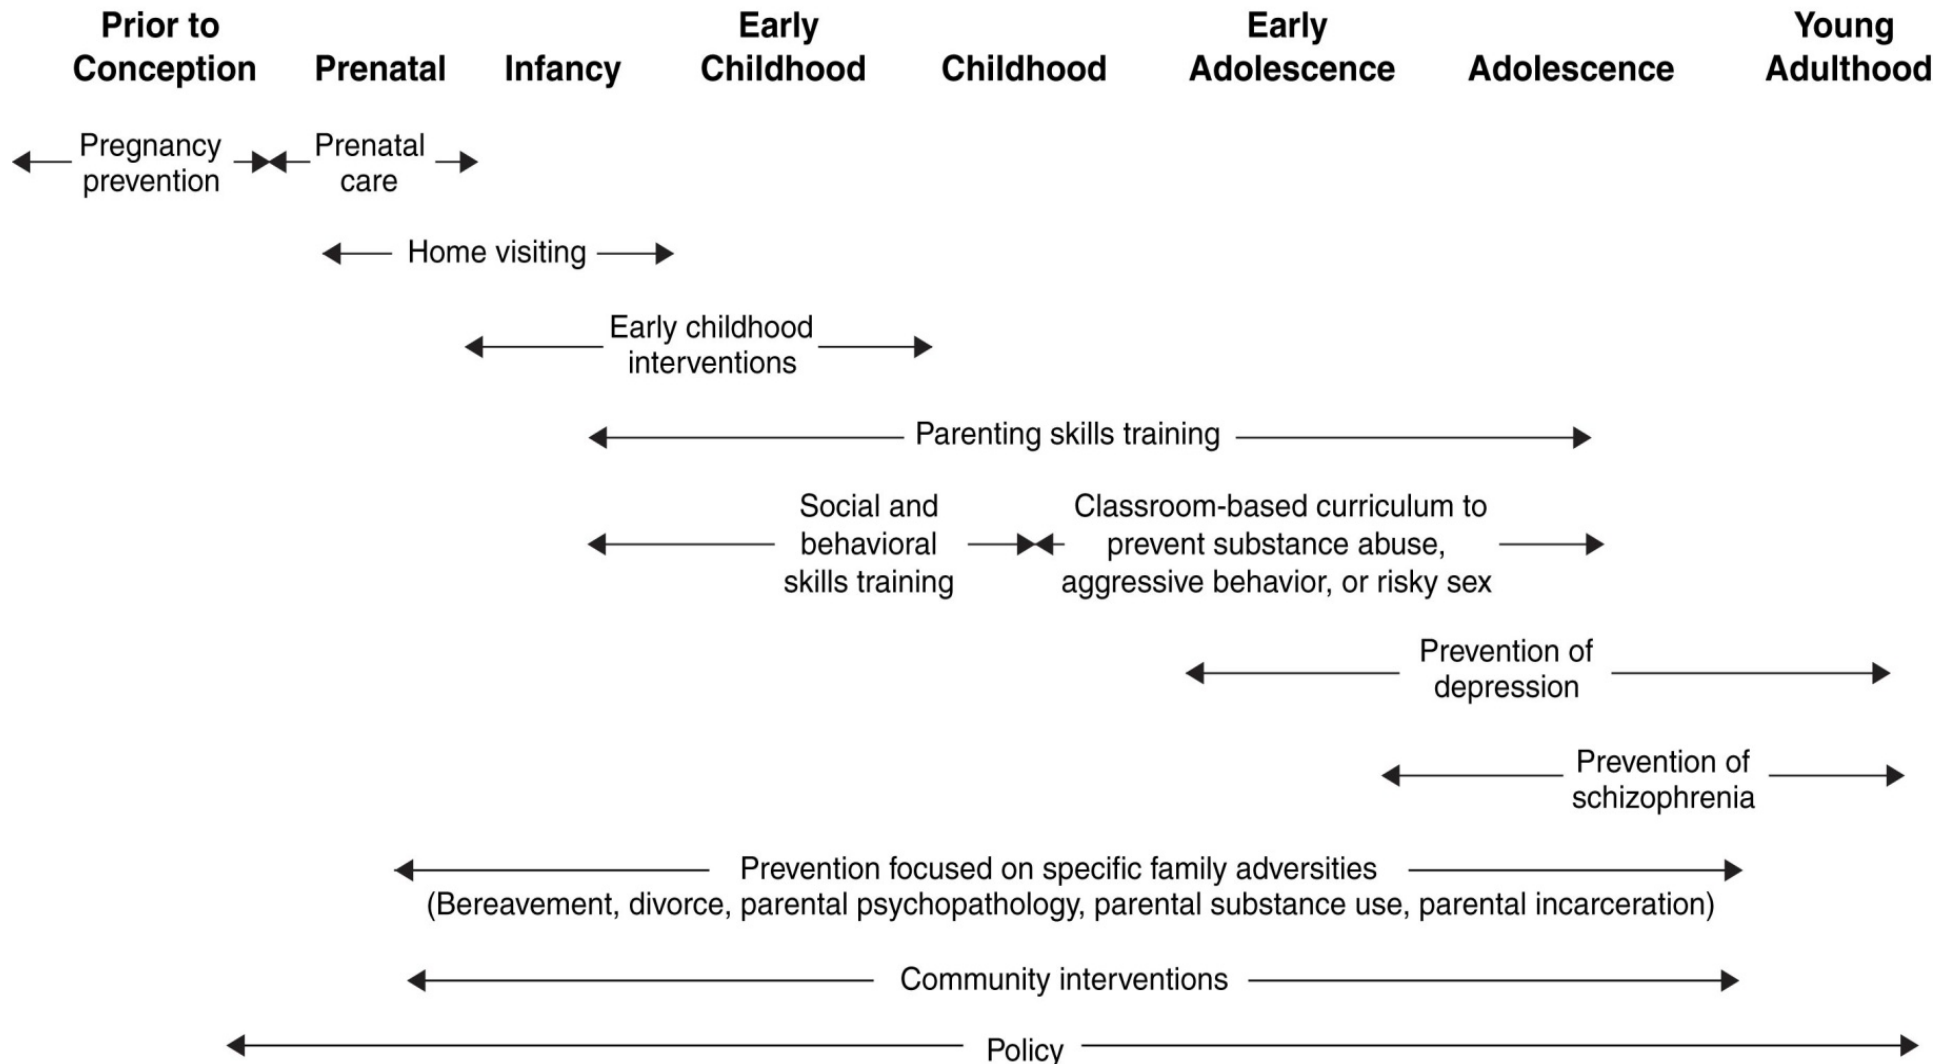 Prior to
Conception
Prenatal
Infancy
Early
Childhood
Childhood
Early
Adolescence
Adolescence
Young
Adulthood
Pregnancy
prevention
Prenatal
care
Home visiting
Early childhood
interventions
Parenting skills training
Social and
behavioral
skills training
Classroom-based curriculum to
prevent substance abuse,
aggressive behavior, or risky sex
Prevention of
depression
Prevention of
schizophrenia
Prevention focused on specific family adversities
(Bereavement, divorce, parental psychopathology, parental substance use, parental incarceration)
Community interventions
Policy